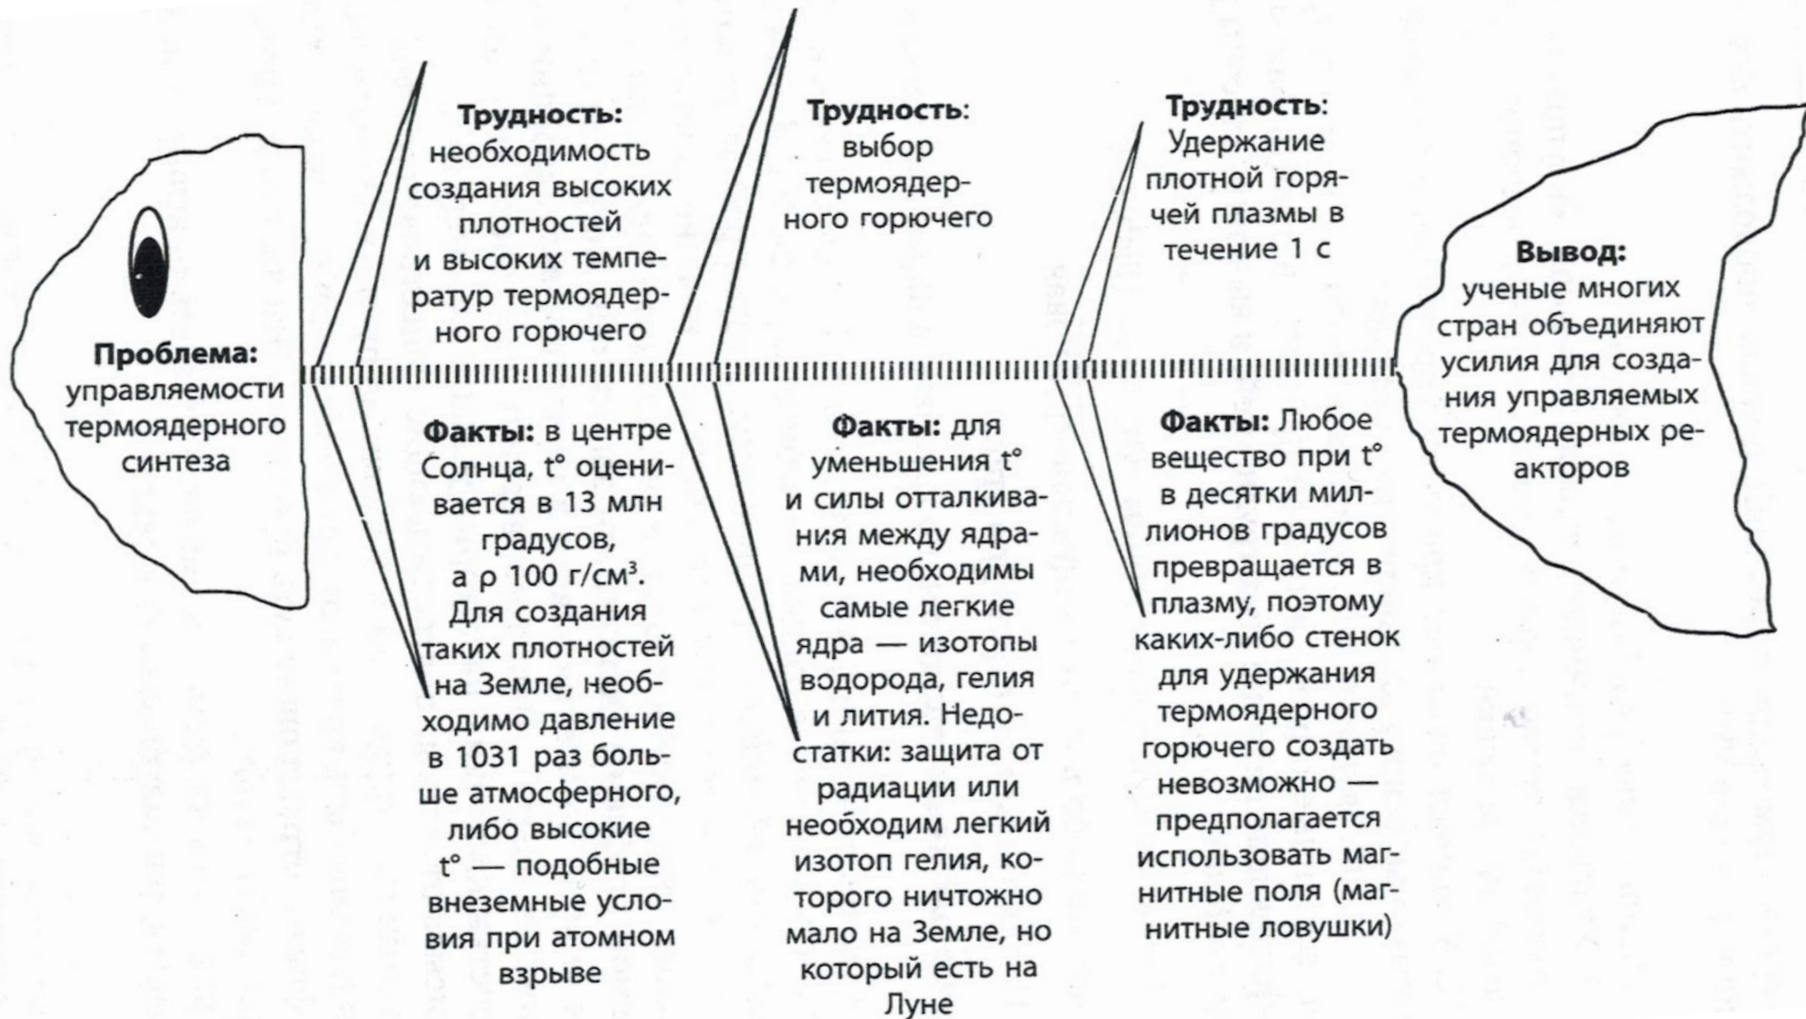 Проблема:
управляемости
термоядерного
синтеза
Трудность:
необходимость
создания высоких
плотностей
и высоких темпе-
ратур термоядер-
ного горючего
Факты: в центре
Солнца, t° оцени-
вается в 13 млн
градусов,
а ρ 100 г/см³.
Для создания
таких плотностей
на Земле, необ-
ходимо давление
в 1031 раз боль-
ше атмосферного,
либо высокие
t° — подобные
внеземные усло-
вия при атомном
взрыве
Трудность:
выбор
термоядер-
ного горючего
Факты: для
уменьшения t°
и силы отталкива-
ния между ядра-
ми, необходимы
самые легкие
ядра — изотопы
водорода, гелия
и лития. Недо-
статки: защита от
радиации или
необходим легкий
изотоп гелия, ко-
торого ничтожно
мало на Земле, но
который есть на
Луне
Трудность:
Удержание
плотной горя-
чей плазмы в
течение 1 с
Факты: Любое
вещество при t°
в десятки мил-
лионов градусов
превращается в
плазму, поэтому
каких-либо стенок
для удержания
термоядерного
горючего создать
невозможно —
предполагается
использовать маг-
нитные поля (маг-
нитные ловушки)
Вывод:
ученые многих
стран объединяют
усилия для созда-
ния управляемых
термоядерных ре-
акторов